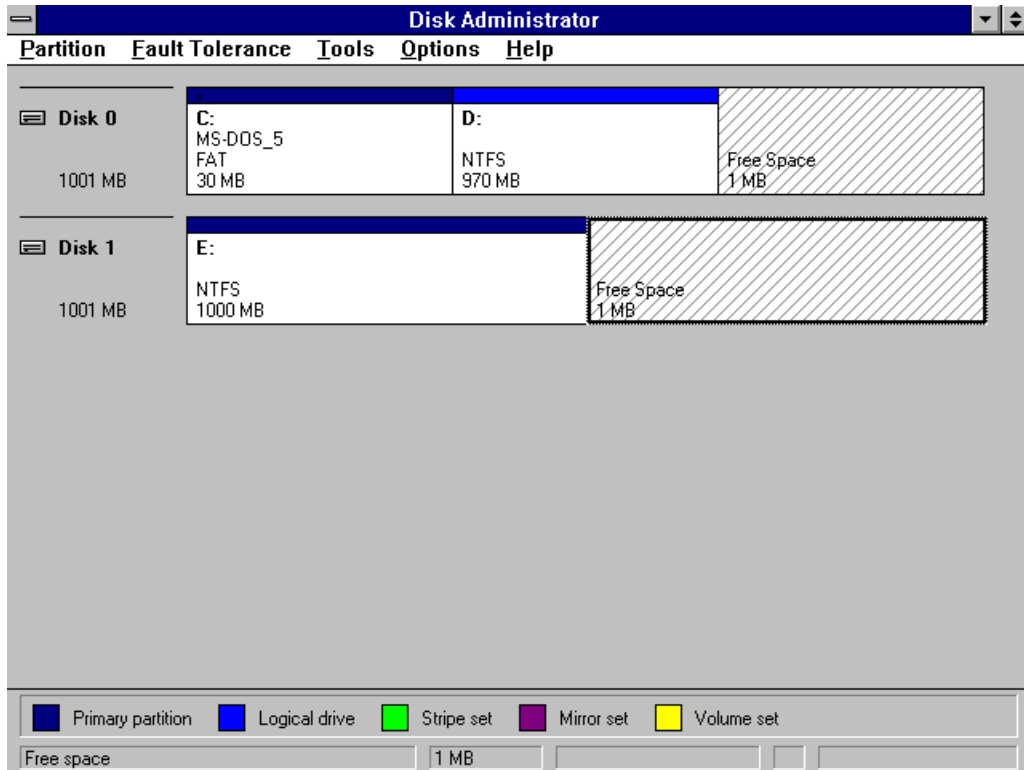 Disk Administrator
Partition Fault Tolerance Tools Options Help
Disk 0
1001 MB
C:
MS-DOS_5
FAT
30 MB
D:
NTFS
970 MB
Free Space
1 MB
Disk 1
1001 MB
E:
NTFS
1000 MB
Free Space
1 MB
Primary partition Logical drive Stripe set Mirror set Volume set
Free space 1 MB